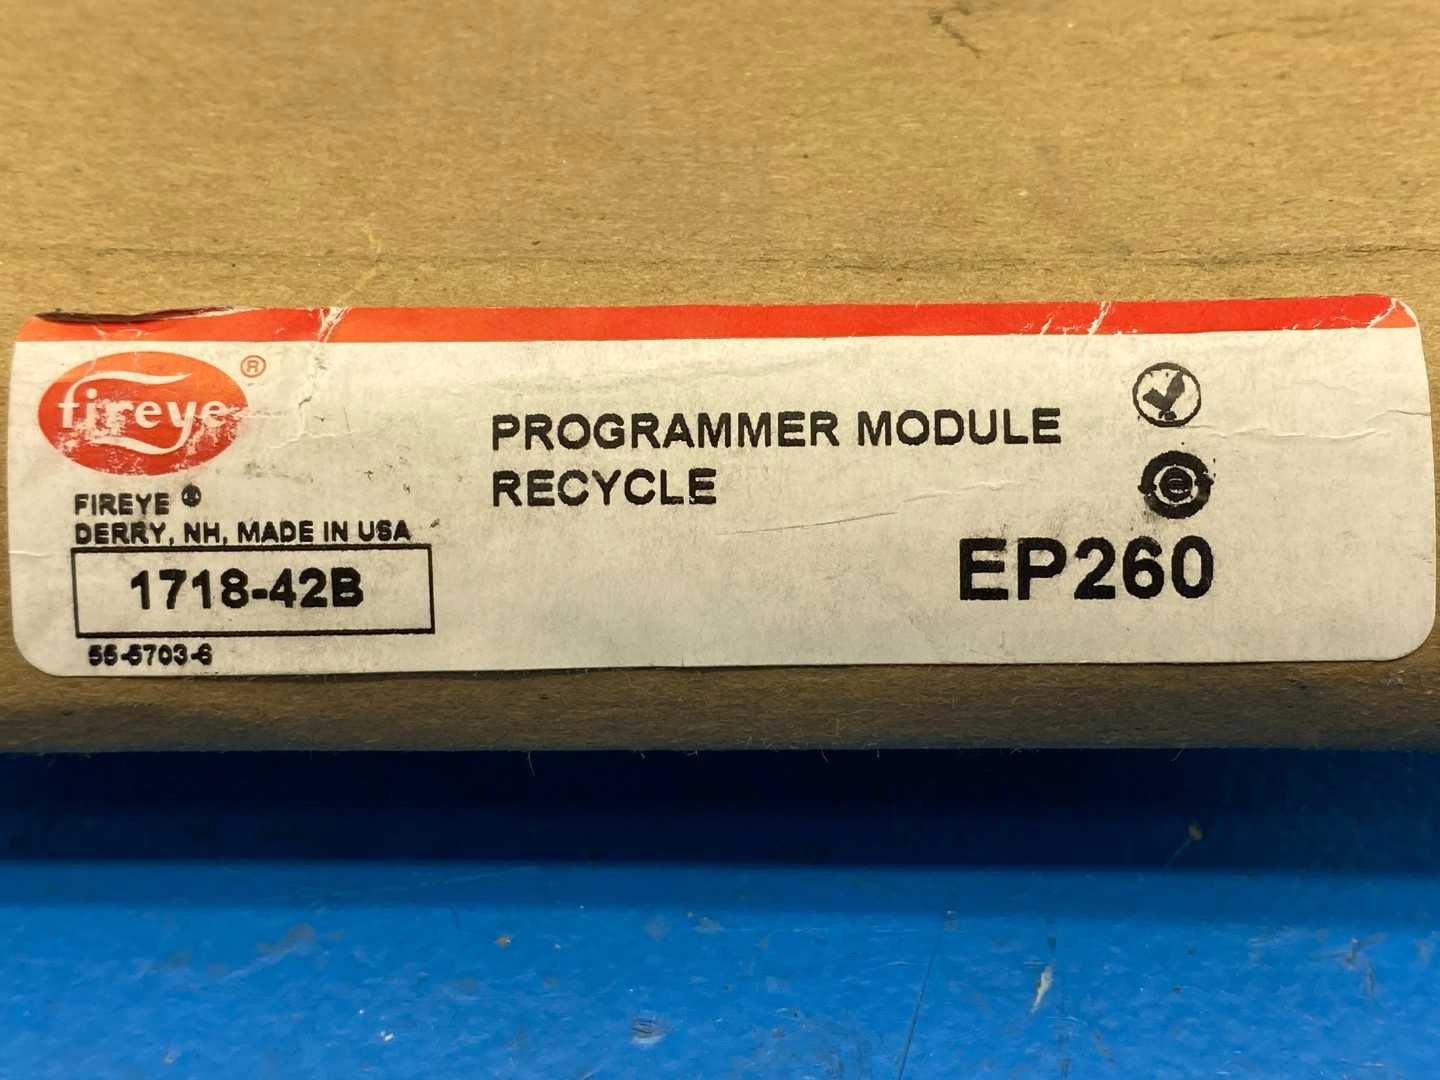 fireye ®
PROGRAMMER MODULE
RECYCLE
FIREYE ®
DERRY, NH, MADE IN USA
EP260
1718-42B
55-5703-6